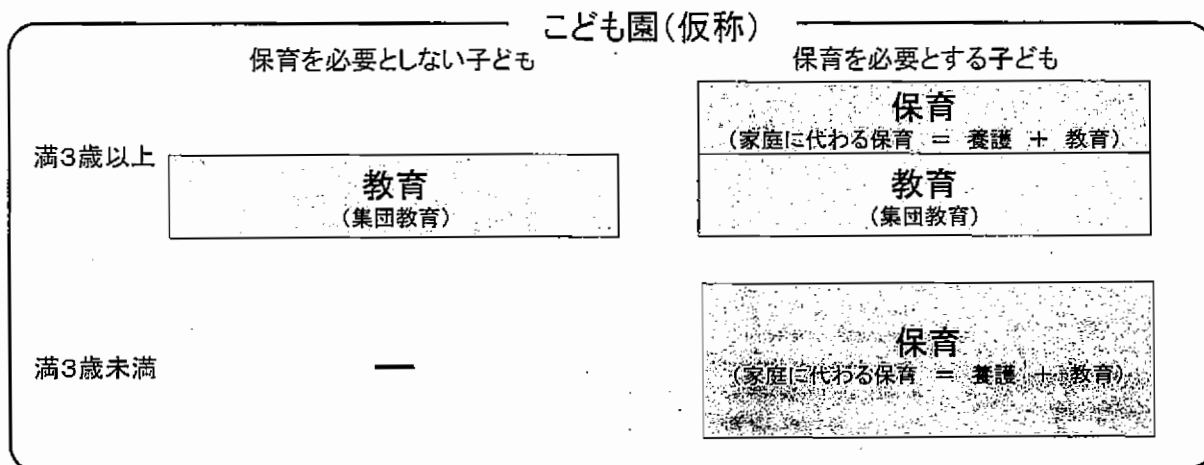 こども園(仮称)
保育を必要としない子ども
保育を必要とする子ども
満3歳以上
教育
(集団教育)
保育
(家庭に代わる保育 = 養護 + 教育)
教育
(集団教育)
満3歳未満
―
保育
(家庭に代わる保育 = 養護 + 教育)